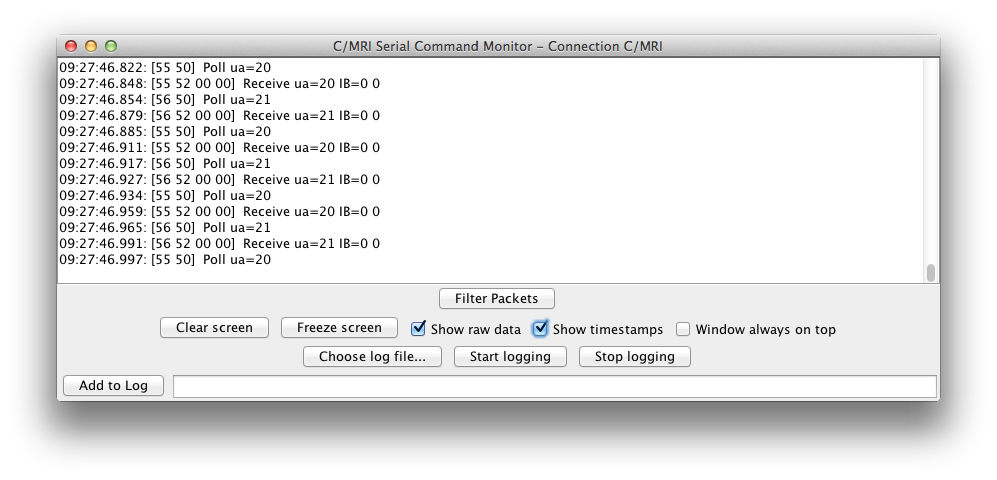 C/MRI Serial Command Monitor - Connection C/MRI
09:27:46.822: [55 50]  Poll ua=20
09:27:46.848: [55 52 00 00]  Receive ua=20 IB=0 0
09:27:46.854: [56 50]  Poll ua=21
09:27:46.879: [56 52 00 00]  Receive ua=21 IB=0 0
09:27:46.885: [55 50]  Poll ua=20
09:27:46.911: [55 52 00 00]  Receive ua=20 IB=0 0
09:27:46.917: [56 50]  Poll ua=21
09:27:46.927: [56 52 00 00]  Receive ua=21 IB=0 0
09:27:46.934: [55 50]  Poll ua=20
09:27:46.959: [55 52 00 00]  Receive ua=20 IB=0 0
09:27:46.965: [56 50]  Poll ua=21
09:27:46.991: [56 52 00 00]  Receive ua=21 IB=0 0
09:27:46.997: [55 50]  Poll ua=20
Filter Packets
Clear screen Freeze screen Show raw data Show timestamps Window always on top
Choose log file... Start logging Stop logging
Add to Log